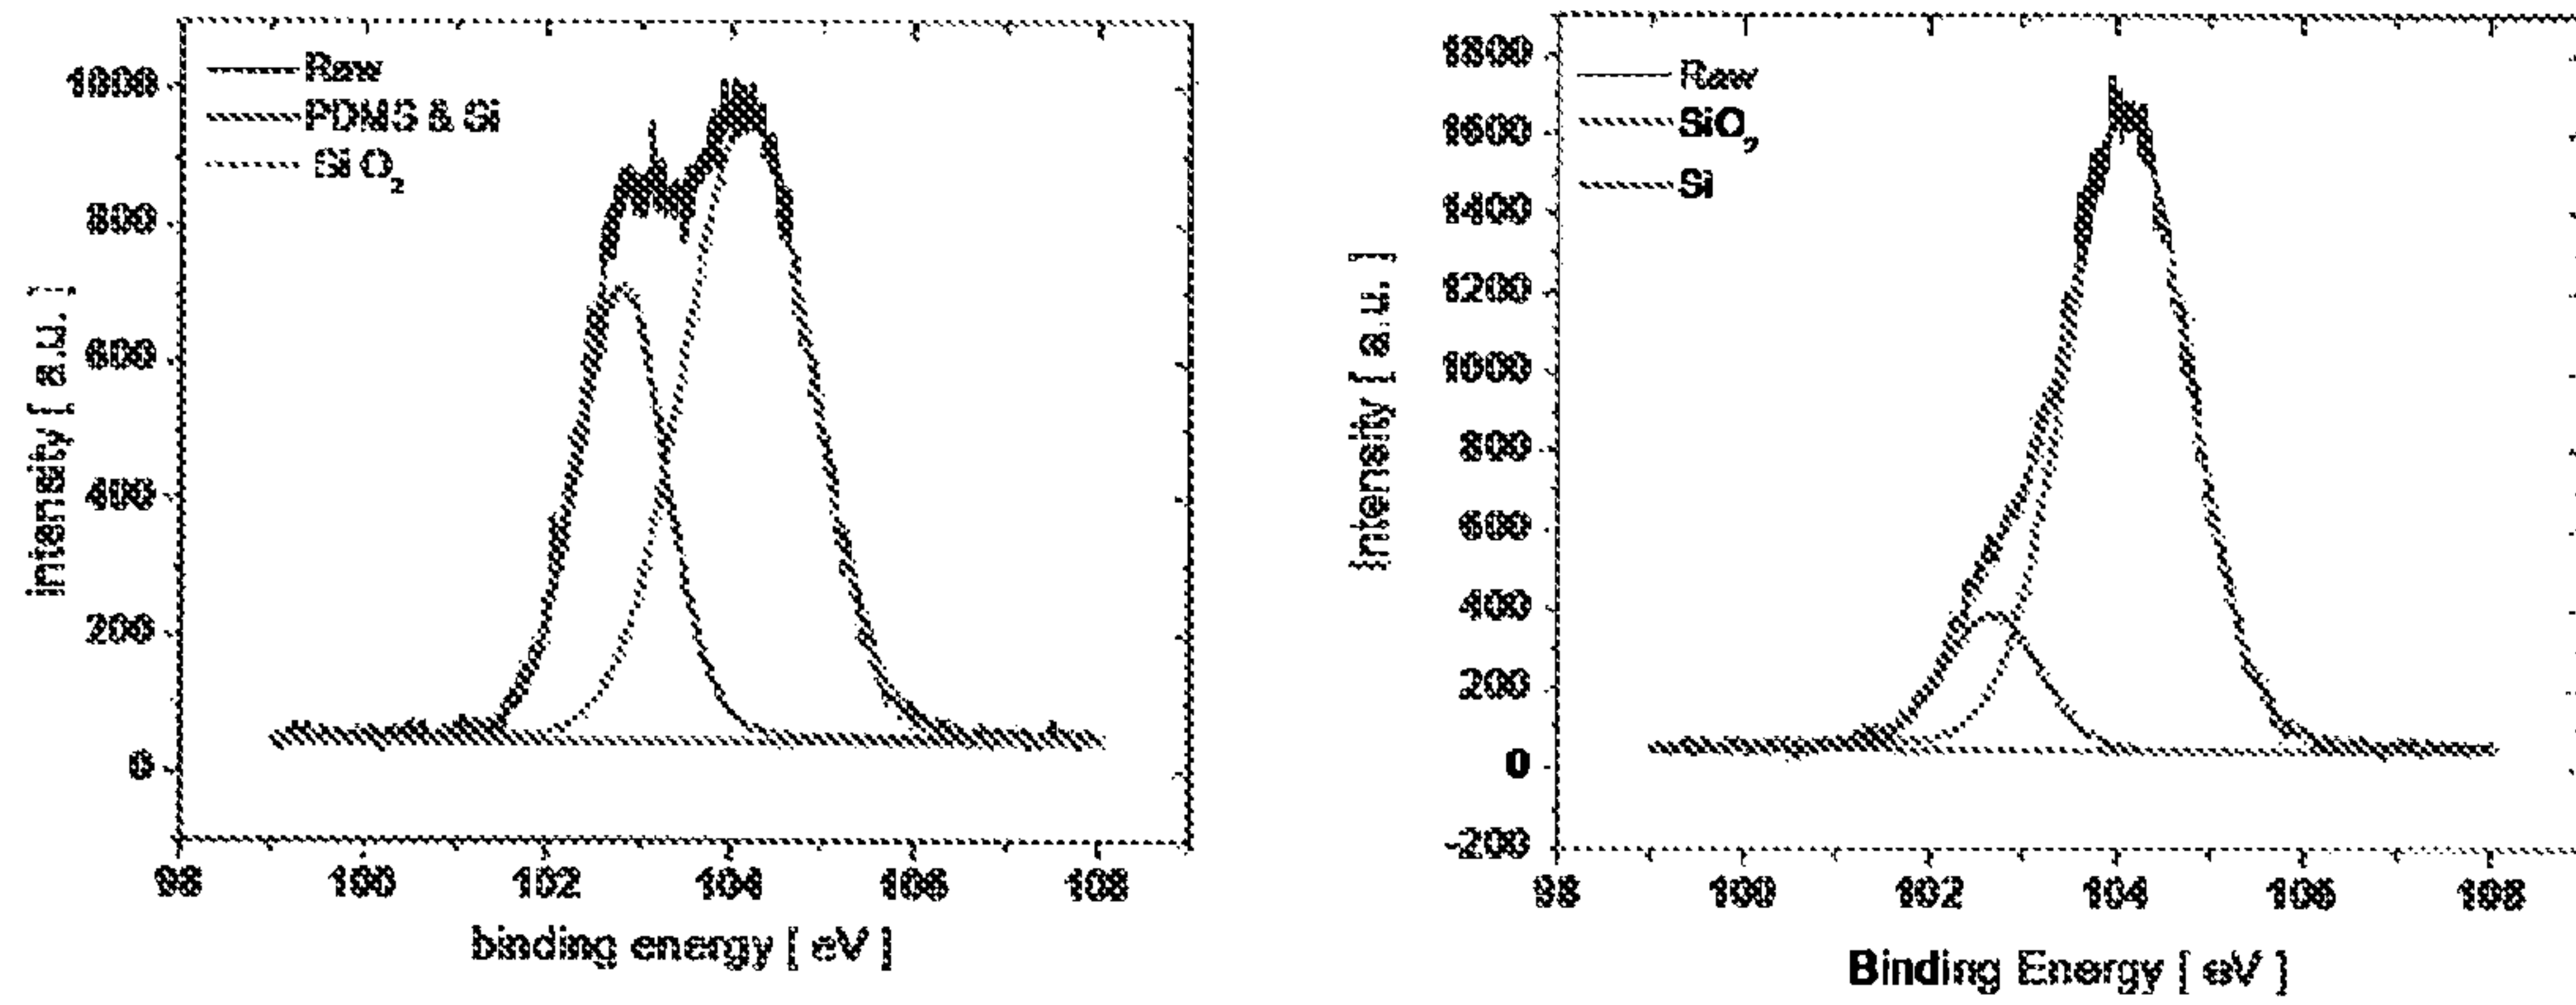 Raw
PDMS & Si
SiO₂
1000
800
600
400
200
0
98 100 102 104 106 108
intensity [ a.u. ]
binding energy [ eV ]
Raw
SiO₂
Si
1800
1600
1400
1200
1000
800
600
400
200
0
-200
98 100 102 104 106 108
Intensity [ a.u. ]
Binding Energy [ eV ]